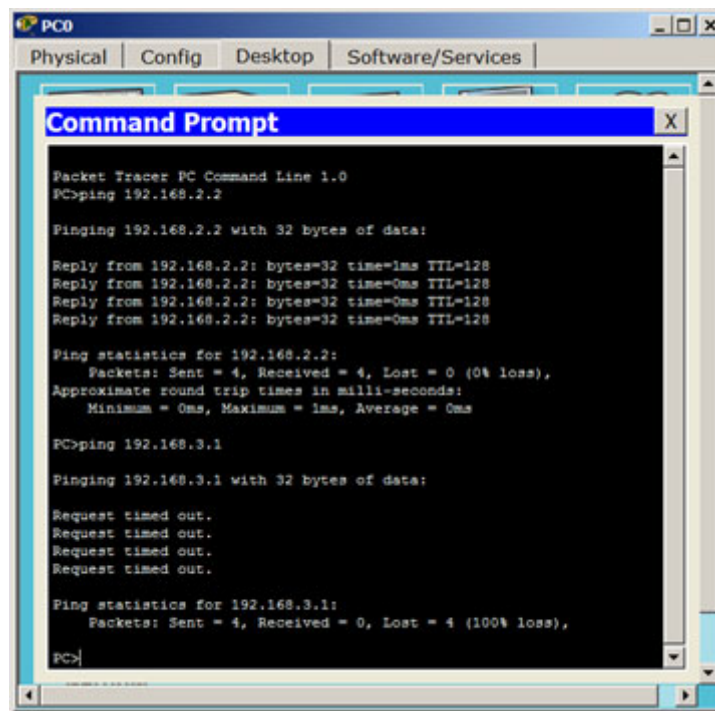 PC0
Physical Config Desktop Software/Services
Command Prompt X
Packet Tracer PC Command Line 1.0
PC>ping 192.168.2.2
Pinging 192.168.2.2 with 32 bytes of data:
Reply from 192.168.2.2: bytes=32 time=1ms TTL=128
Reply from 192.168.2.2: bytes=32 time=0ms TTL=128
Reply from 192.168.2.2: bytes=32 time=0ms TTL=128
Reply from 192.168.2.2: bytes=32 time=0ms TTL=128
Ping statistics for 192.168.2.2:
Packets: Sent = 4, Received = 4, Lost = 0 (0% loss),
Approximate round trip times in milli-seconds:
Minimum = 0ms, Maximum = 1ms, Average = 0ms
PC>ping 192.168.3.1
Pinging 192.168.3.1 with 32 bytes of data:
Request timed out.
Request timed out.
Request timed out.
Request timed out.
Ping statistics for 192.168.3.1:
Packets: Sent = 4, Received = 0, Lost = 4 (100% loss),
PC>